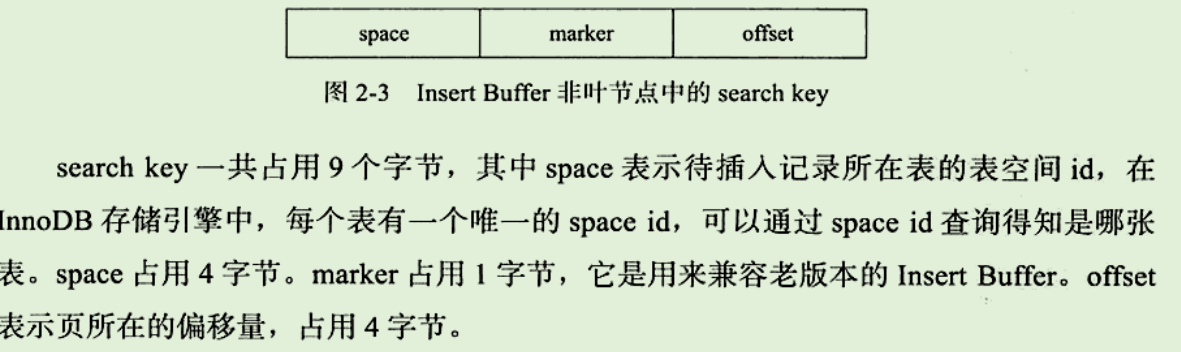 space marker offset
图 2-3 Insert Buffer 非叶节点中的 search key
search key 一共占用 9 个字节，其中 space 表示待插入记录所在表的表空间 id，在
InnoDB 存储引擎中，每个表有一个唯一的 space id，可以通过 space id 查询得知是哪张
表。space 占用 4 字节。marker 占用 1 字节，它是用来兼容老版本的 Insert Buffer。offset
表示页所在的偏移量，占用 4 字节。